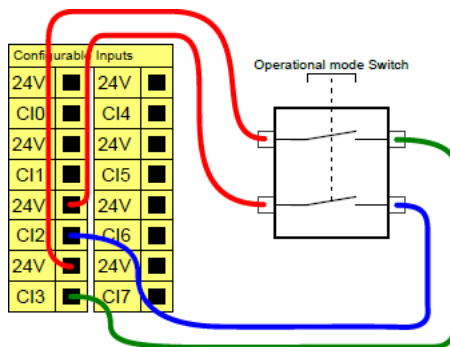 Configurable Inputs
24V 24V
CI0 CI4
24V 24V
CI1 CI5
24V 24V
CI2 CI6
24V 24V
CI3 CI7
Operational mode Switch